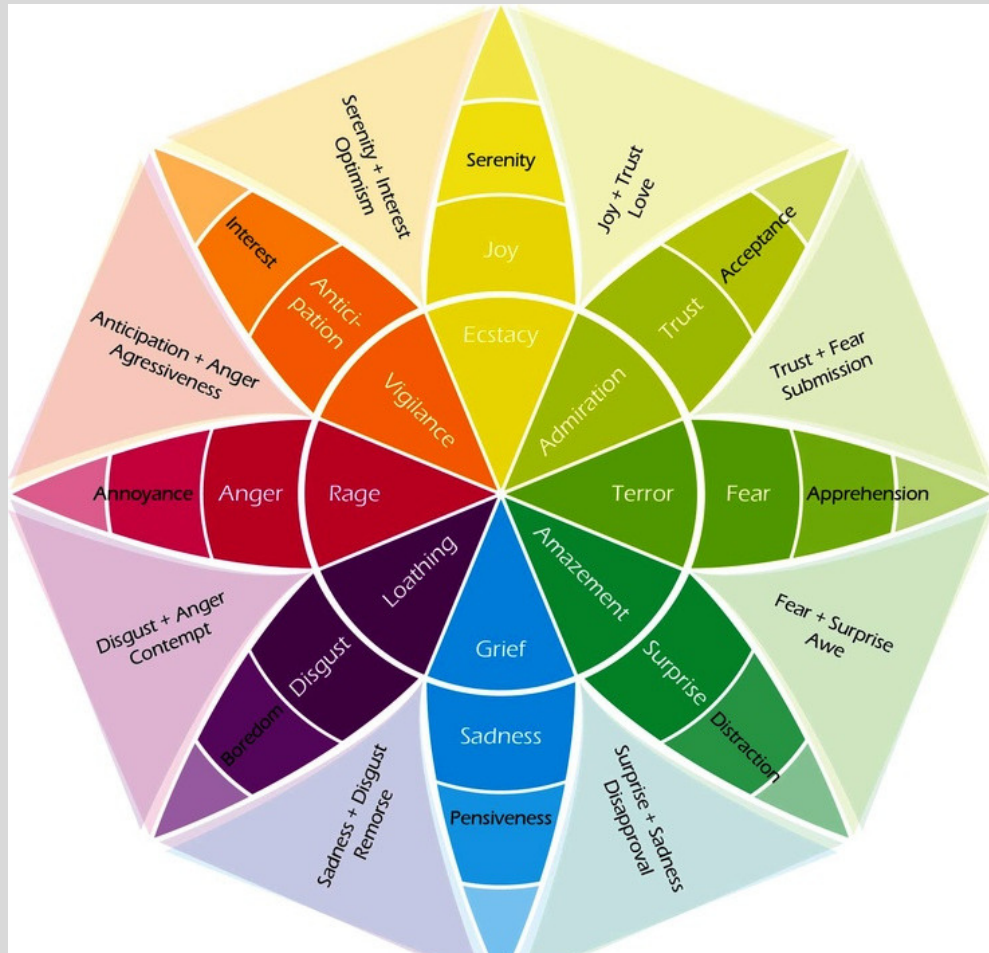 Serenity + Interest
Optimism
Serenity
Joy
Ecstacy
Joy + Trust
Love
Interest
Antici-
pation
Vigilance
Acceptance
Trust
Admiration
Anticipation + Anger
Agressiveness
Trust + Fear
Submission
Annoyance
Anger
Rage
Terror
Fear
Apprehension
Disgust + Anger
Contempt
Loathing
Disgust
Boredom
Amazement
Surprise
Distraction
Fear + Surprise
Awe
Grief
Sadness
Pensiveness
Sadness + Disgust
Remorse
Surprise + Sadness
Disapproval